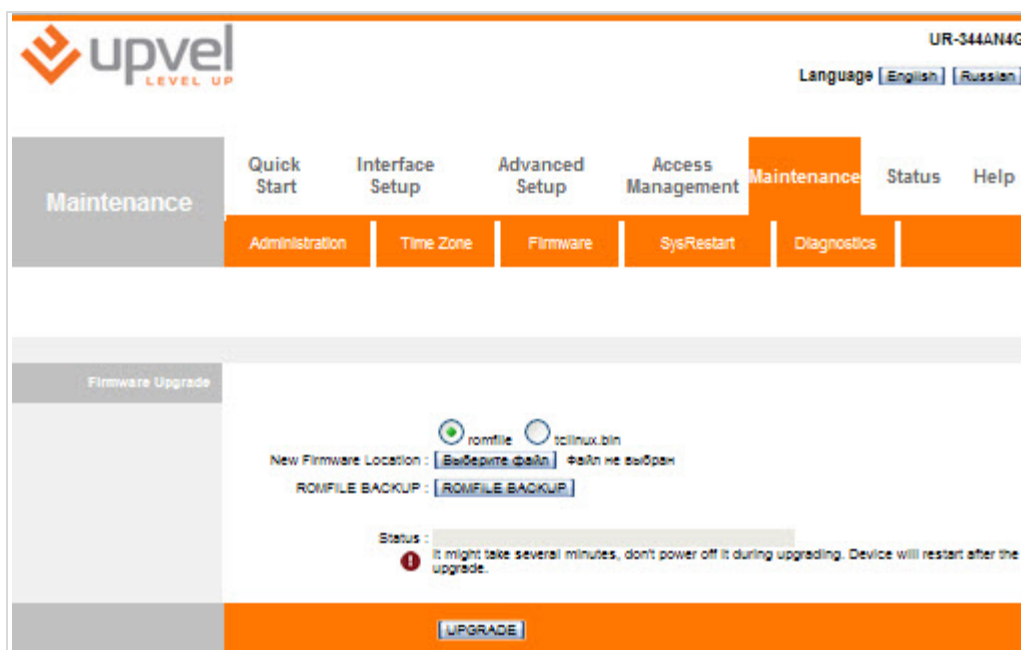 upvel
LEVEL UP
UR-344AN4G
Language English Russian
Maintenance
Quick Start
Interface Setup
Advanced Setup
Access Management
Maintenance
Status
Help
Administration
Time Zone
Firmware
SysRestart
Diagnostics
Firmware Upgrade
romfile tclinux.bin
New Firmware Location : Выберите файл Файл не выбран
ROMFILE BACKUP : ROMFILE BACKUP
Status :
It might take several minutes, don't power off it during upgrading. Device will restart after the
upgrade.
UPGRADE